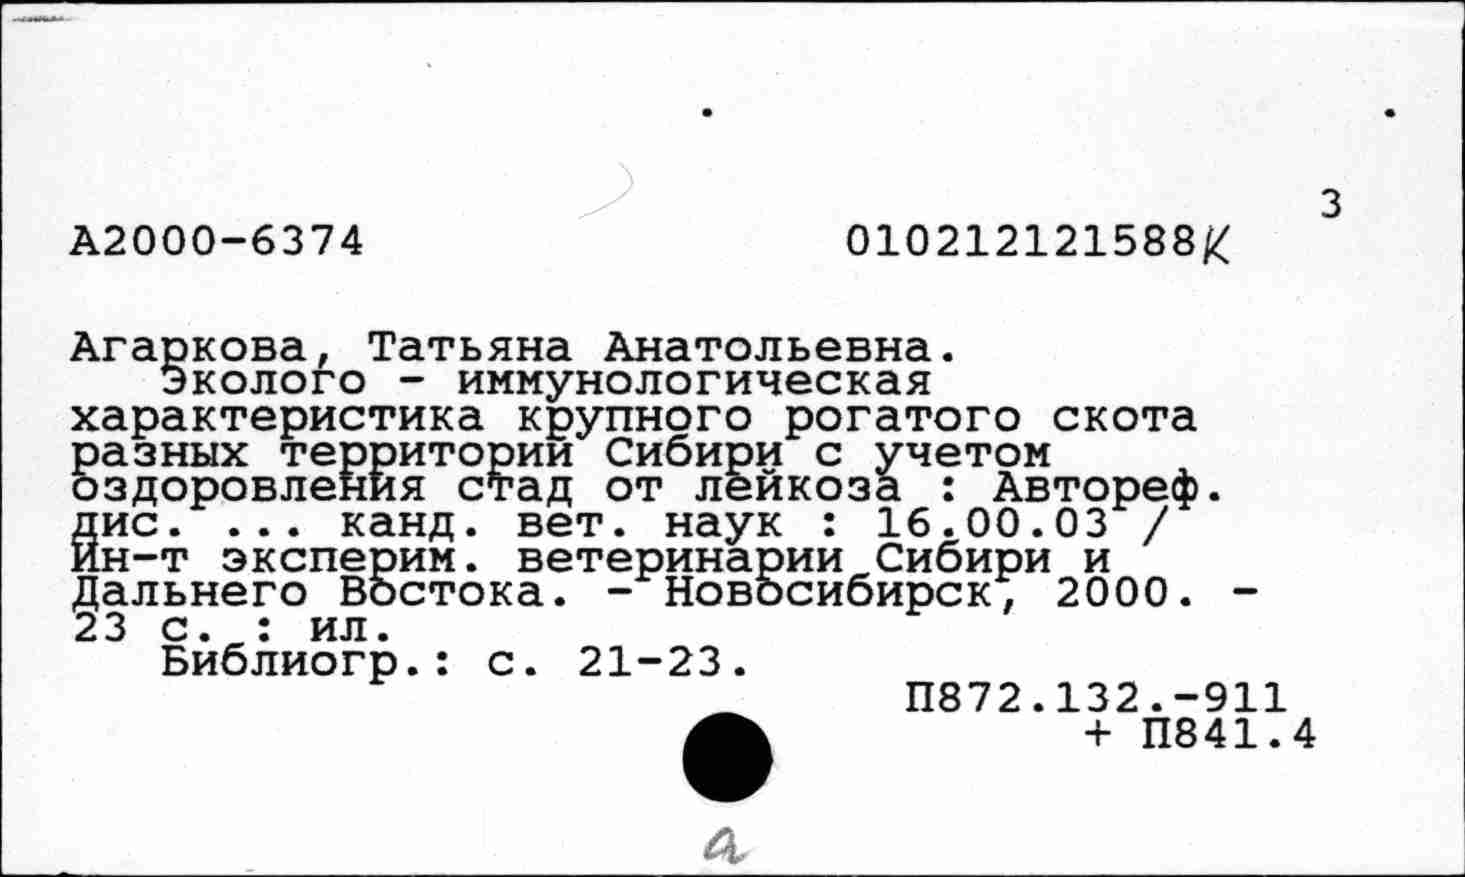 3
А2000-6374 010212121588К
Агаркова, Татьяна Анатольевна.
Эколого - иммунологическая
характеристика крупного рогатого скота
разных территорий Сибири с учетом
оздоровления стад от лейкоза : Автореф.
дис. ... канд. вет. наук : 16.00.03 /
Ин-т эксперим. ветеринарии Сибири и
Дальнего Востока. - Новосибирск, 2000. -
23 с. : ил.
Библиогр.: с. 21-23.
П872.132.-911
+ П841.4
а